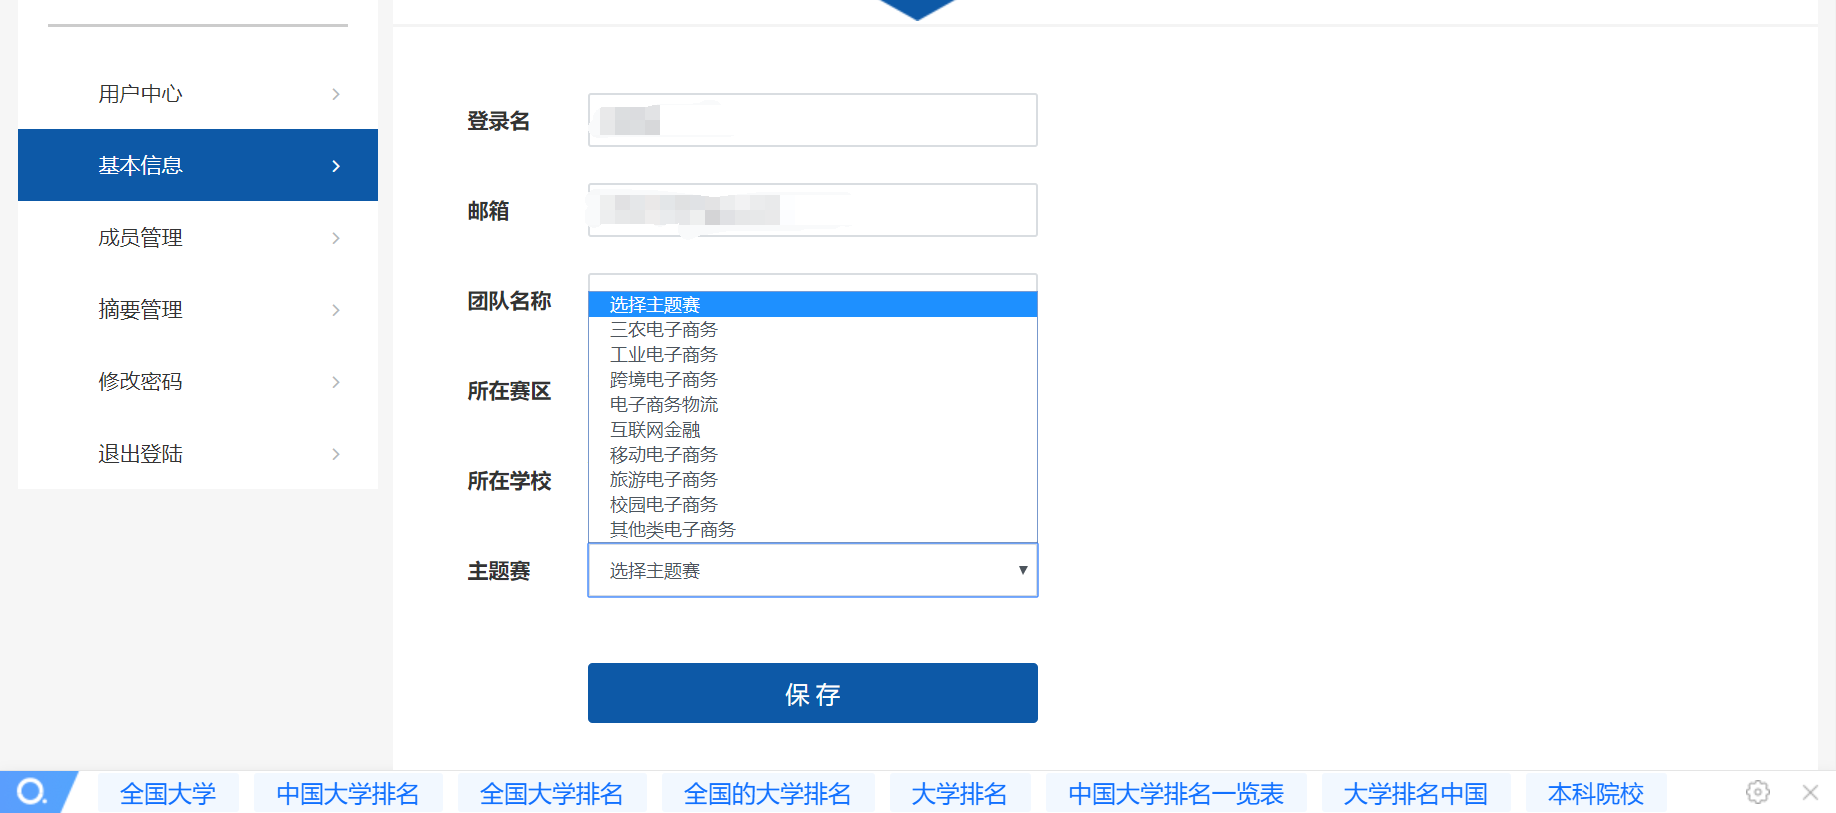 用户中心
基本信息
成员管理
摘要管理
修改密码
退出登陆
登录名
邮箱
团队名称
所在赛区
所在学校
选择主题赛
三农电子商务
工业电子商务
跨境电子商务
电子商务物流
互联网金融
移动电子商务
旅游电子商务
校园电子商务
其他类电子商务
主题赛
选择主题赛
保存
全国大学
中国大学排名
全国大学排名
全国的大学排名
大学排名
中国大学排名一览表
大学排名中国
本科院校